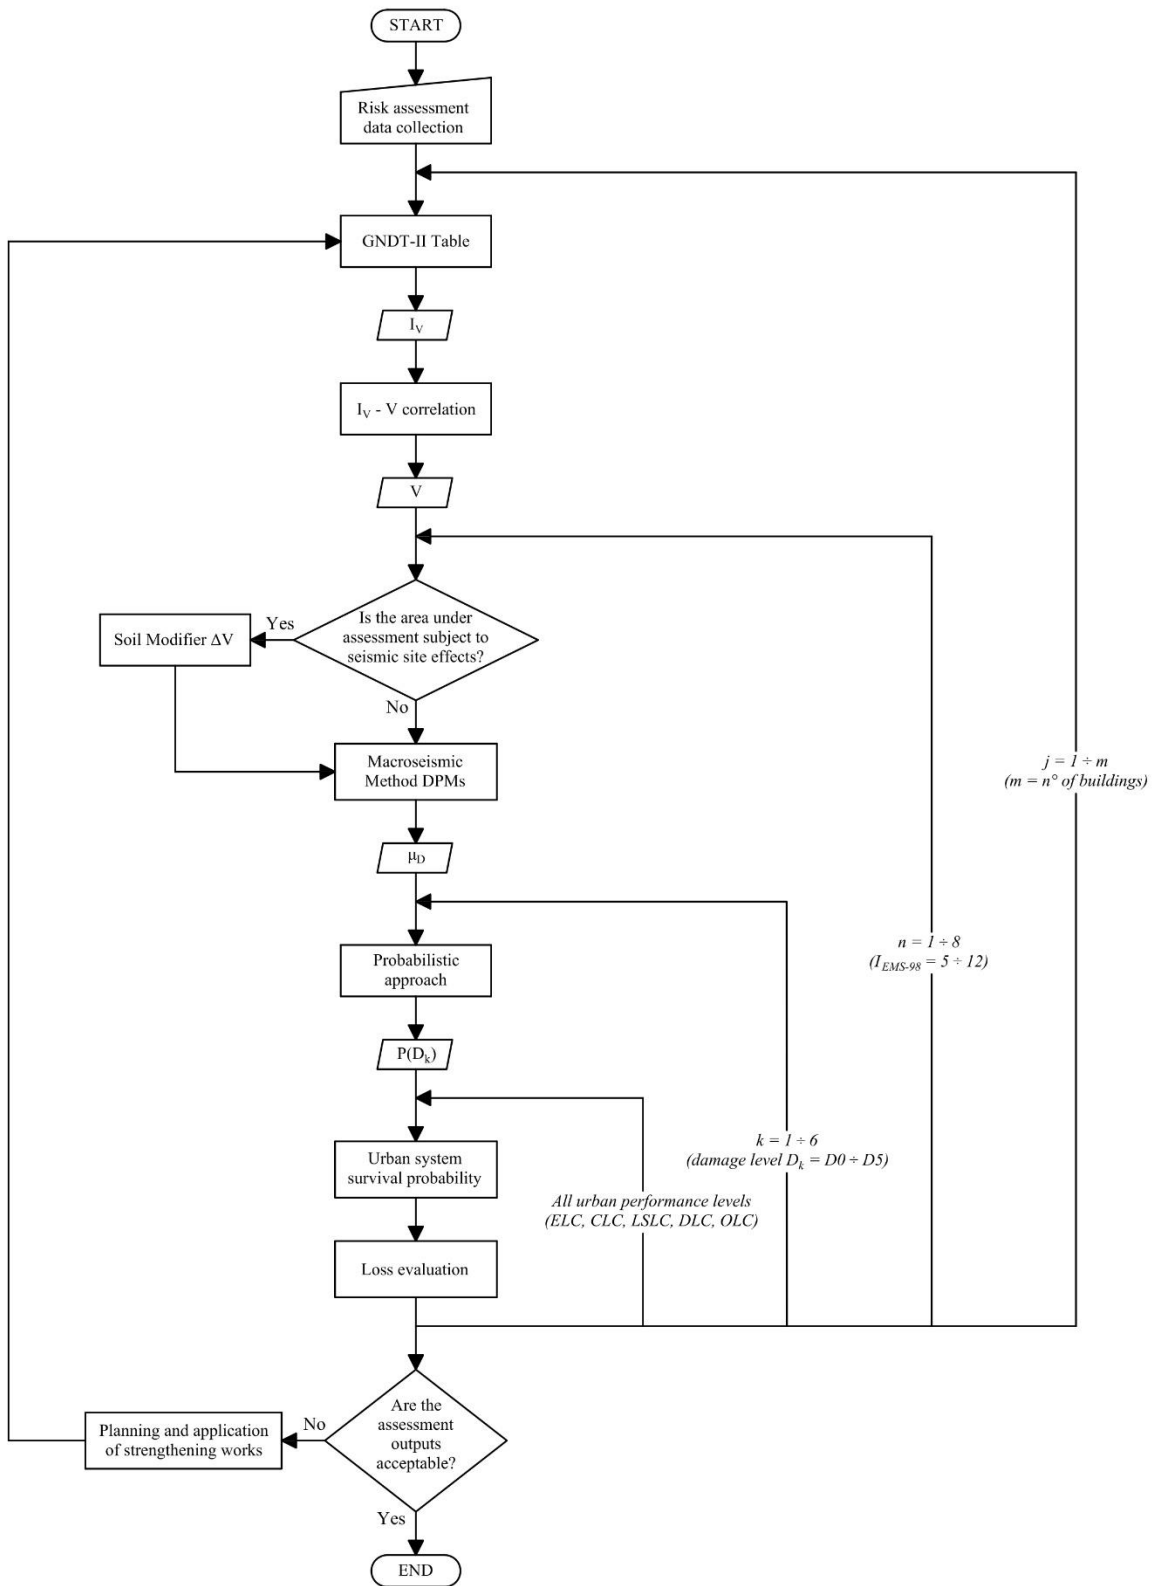 START
Risk assessment
data collection
GNDT-II Table
I_V
I_V - V correlation
V
Is the area under
assessment subject to
seismic site effects?
Yes
Soil Modifier ΔV
No
Macroseismic
Method DPMs
j = 1 ÷ m
(m = n° of buildings)
μ_D
Probabilistic
approach
n = 1 ÷ 8
(I_EMS-98 = 5 ÷ 12)
P(D_k)
Urban system
survival probability
k = 1 ÷ 6
(damage level D_k = D0 ÷ D5)
All urban performance levels
(ELC, CLC, LSLC, DLC, OLC)
Loss evaluation
Are the
assessment
outputs
acceptable?
No
Planning and application
of strengthening works
Yes
END